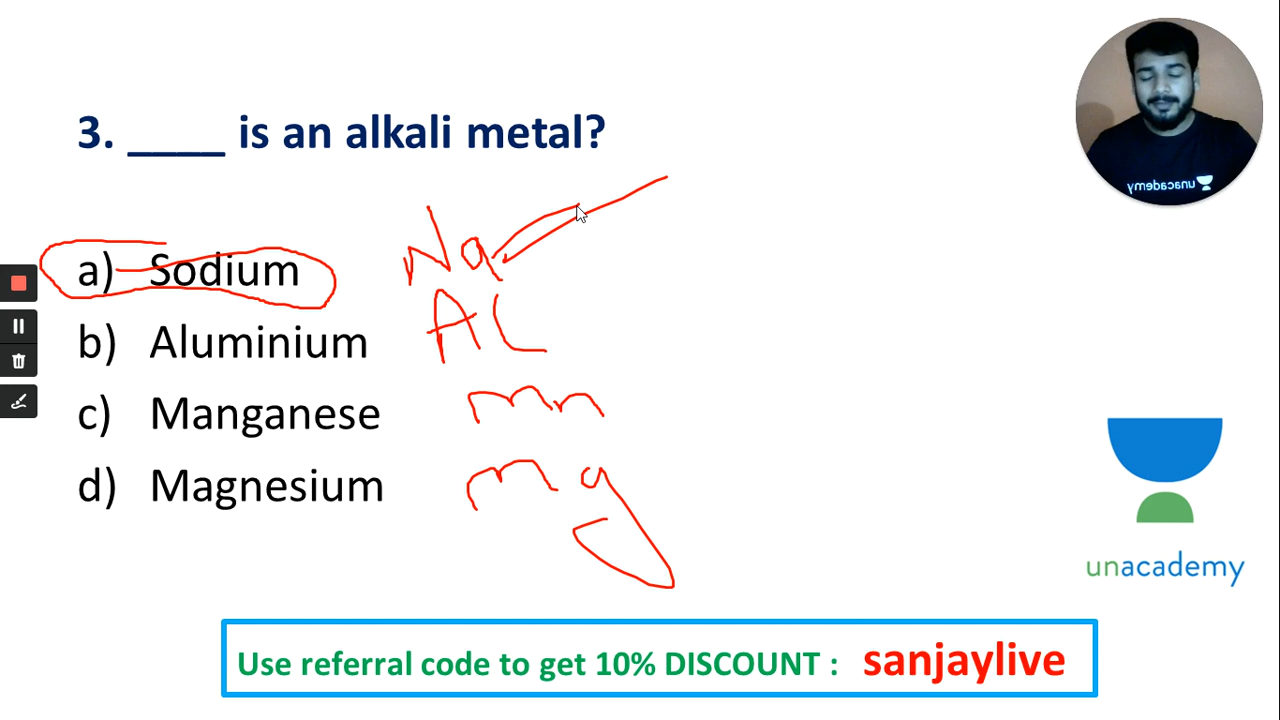 3. ____ is an alkali metal?
a) Sodium Na
b) Aluminium Al
c) Manganese mn
d) Magnesium mg
unacademy
unacademy
Use referral code to get 10% DISCOUNT : sanjaylive